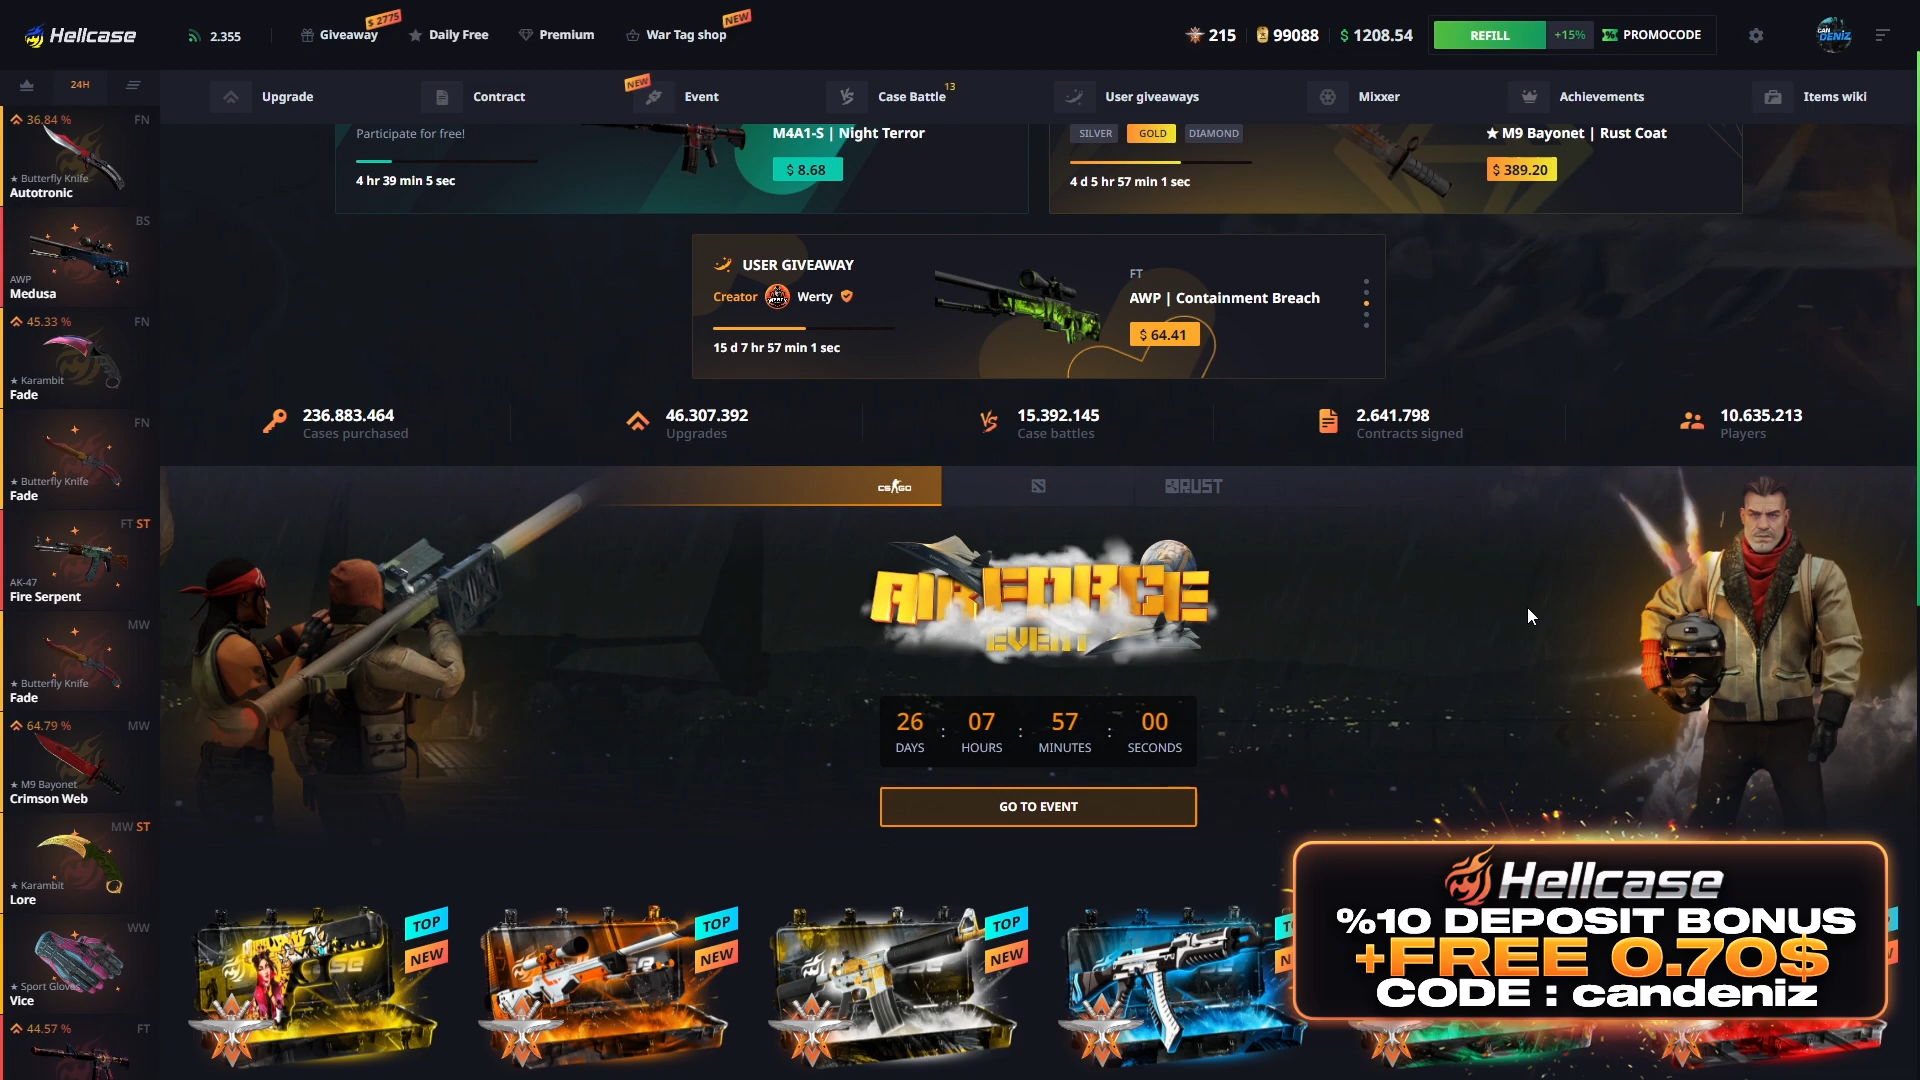 Hellcase
2.355
Giveaway
$ 2775
Daily Free
Premium
War Tag shop
NEW
215
99088
$ 1208.54
REFILL
+15%
PROMOCODE
24H
Upgrade
Contract
NEW
Event
Case Battle
13
User giveaways
Mixxer
Achievements
Items wiki
36.84 %
FN
★ Butterfly Knife
Autotronic
BS
AWP
Medusa
45.33 %
FN
★ Karambit
Fade
FN
★ Butterfly Knife
Fade
FT ST
AK-47
Fire Serpent
MW
★ Butterfly Knife
Fade
64.79 %
MW
★ M9 Bayonet
Crimson Web
MW ST
★ Karambit
Lore
WW
★ Sport Gloves
Vice
44.57 %
FT
Participate for free!
4 hr 39 min 5 sec
M4A1-S | Night Terror
$ 8.68
SILVER
GOLD
DIAMOND
4 d 5 hr 57 min 1 sec
★ M9 Bayonet | Rust Coat
$ 389.20
USER GIVEAWAY
Creator
Werty
15 d 7 hr 57 min 1 sec
FT
AWP | Containment Breach
$ 64.41
236.883.464
Cases purchased
46.307.392
Upgrades
15.392.145
Case battles
2.641.798
Contracts signed
10.635.213
Players
CS GO
RUST
AIR FORCE
EVENT
26 : 07 : 57 : 00
DAYS HOURS MINUTES SECONDS
GO TO EVENT
TOP
NEW
TOP
NEW
TOP
NEW
Hellcase
%10 DEPOSIT BONUS
+FREE 0.70$
CODE : candeniz